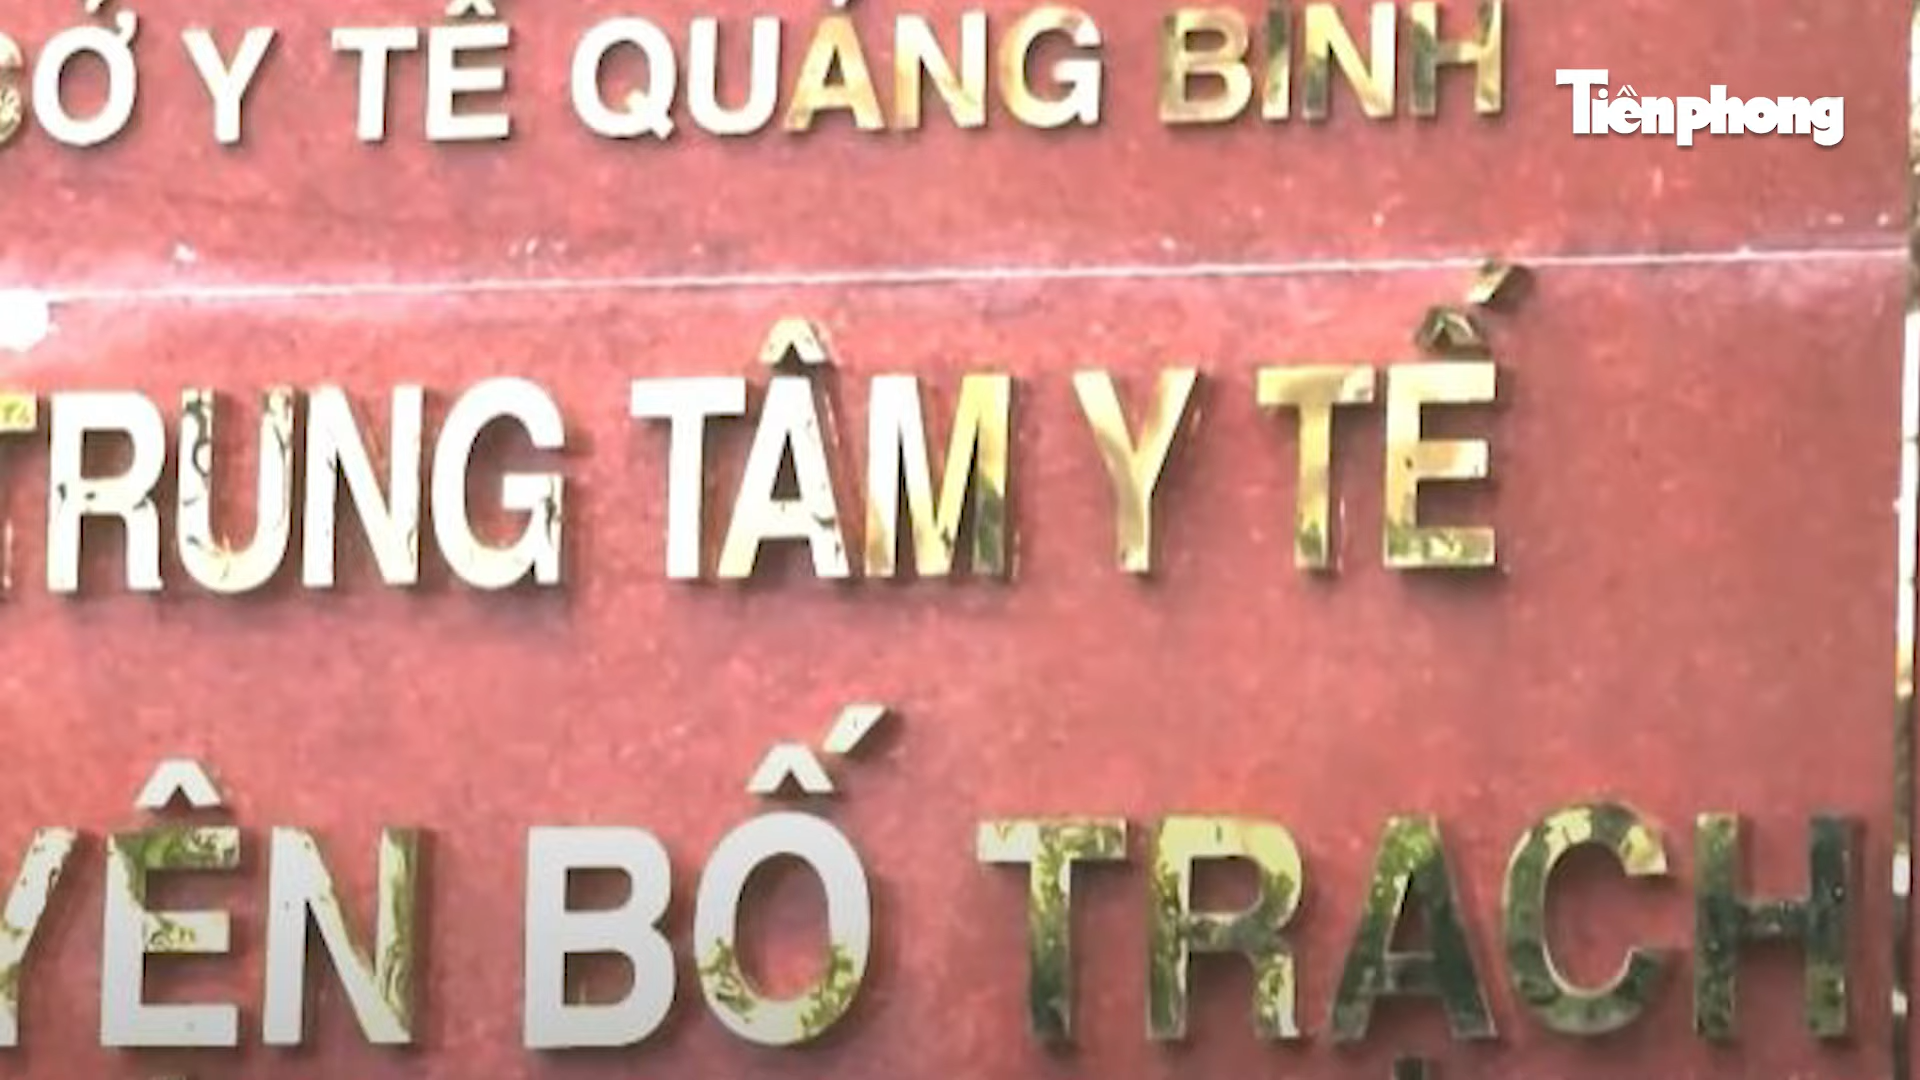 SỞ Y TẾ QUẢNG BÌNH
Tiềnphong
TRUNG TÂM Y TẾ
YỆN BỐ TRẠCH